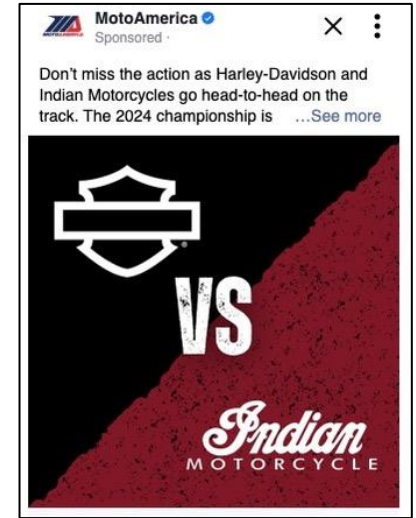 MotoAmerica
Sponsored ·
Don't miss the action as Harley-Davidson and
Indian Motorcycles go head-to-head on the
track. The 2024 championship is ...See more
VS
Indian
MOTORCYCLE